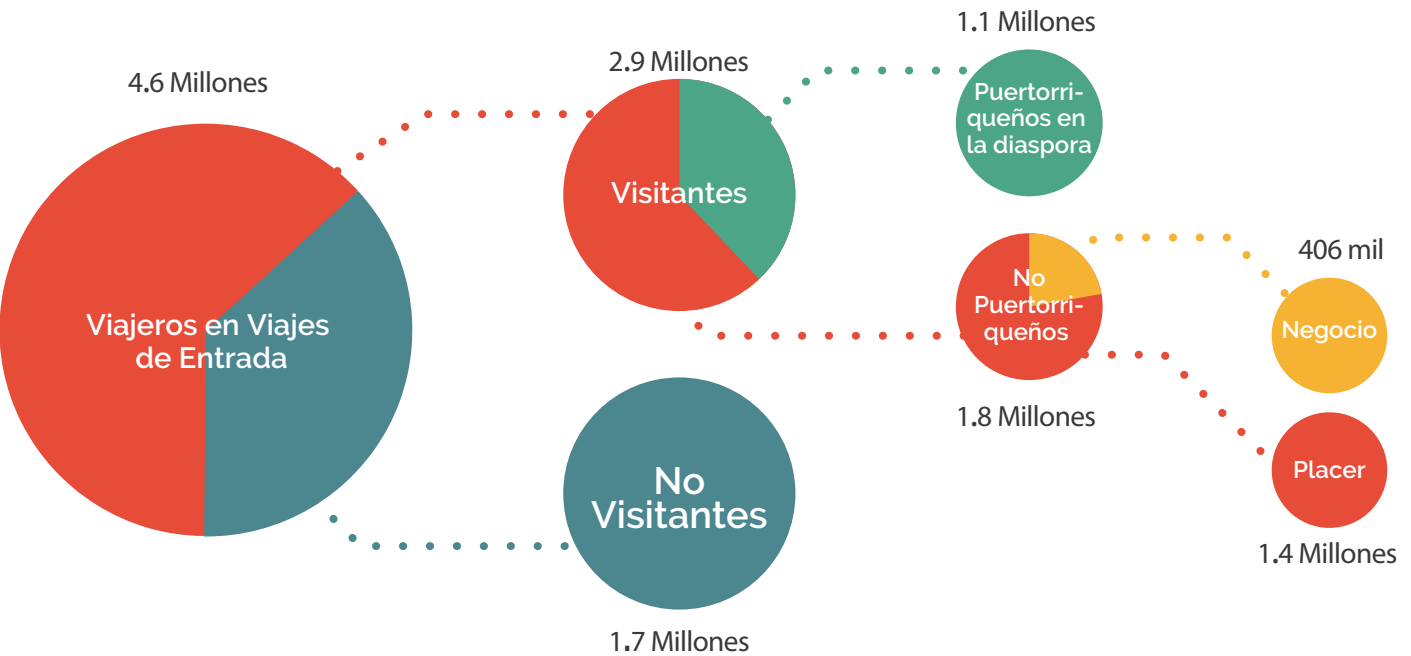 4.6 Millones
Viajeros en Viajes
de Entrada
2.9 Millones
Visitantes
No
Visitantes
1.7 Millones
1.1 Millones
Puertorri-
queños en
la diaspora
No
Puertorri-
queños
1.8 Millones
406 mil
Negocio
Placer
1.4 Millones